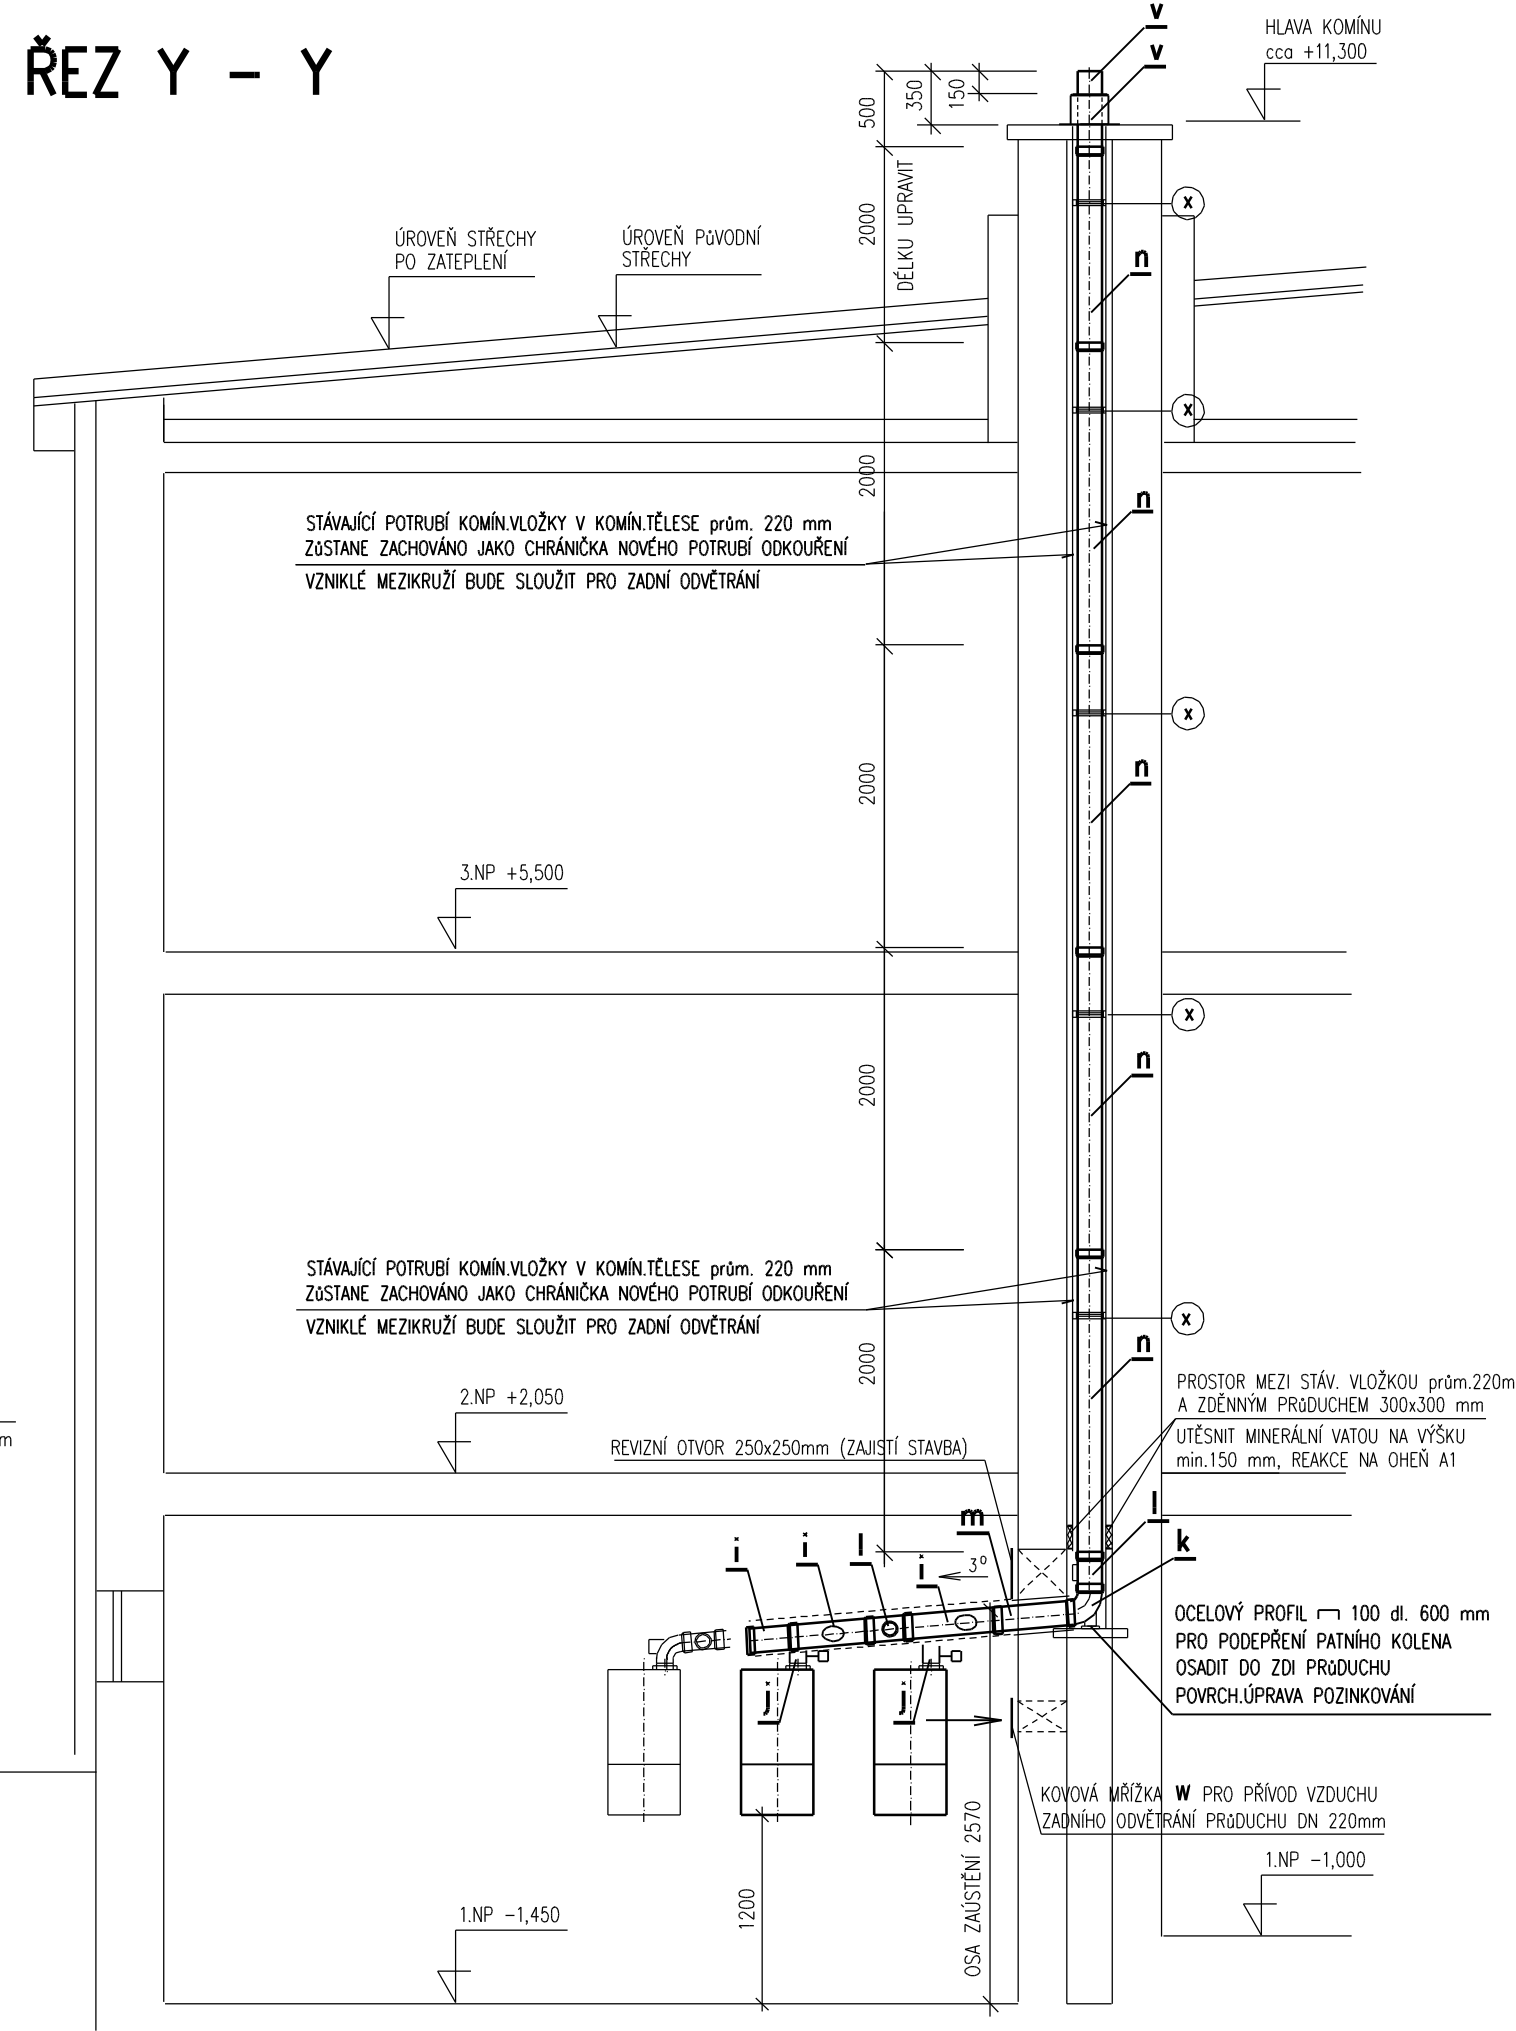 ŘEZ Y - Y
v
v
HLAVA KOMÍNU
cca +11,300
500
350
150
2000
DÉLKU UPRAVIT
x
ÚROVEŇ STŘECHY
PO ZATEPLENÍ
ÚROVEŇ PůVODNÍ
STŘECHY
n
x
2000
n
STÁVAJÍCÍ POTRUBÍ KOMÍN.VLOŽKY V KOMÍN.TĚLESE prům. 220 mm
ZůSTANE ZACHOVÁNO JAKO CHRÁNIČKA NOVÉHO POTRUBÍ ODKOUŘENÍ
VZNIKLÉ MEZIKRUŽÍ BUDE SLOUŽIT PRO ZADNÍ ODVĚTRÁNÍ
x
2000
n
3.NP +5,500
x
2000
n
STÁVAJÍCÍ POTRUBÍ KOMÍN.VLOŽKY V KOMÍN.TĚLESE prům. 220 mm
ZůSTANE ZACHOVÁNO JAKO CHRÁNIČKA NOVÉHO POTRUBÍ ODKOUŘENÍ
VZNIKLÉ MEZIKRUŽÍ BUDE SLOUŽIT PRO ZADNÍ ODVĚTRÁNÍ
x
2000
n
2.NP +2,050
m
PROSTOR MEZI STÁV. VLOŽKOU prům.220m
A ZDĚNNÝM PRůDUCHEM 300x300 mm
UTĚSNIT MINERÁLNÍ VATOU NA VÝŠKU
min.150 mm, REAKCE NA OHEŇ A1
REVIZNÍ OTVOR 250x250mm (ZAJISTÍ STAVBA)
i
i
l
i
3°
m
l
k
OCELOVÝ PROFIL 100 dl. 600 mm
PRO PODEPŘENÍ PATNÍHO KOLENA
OSADIT DO ZDI PRůDUCHU
POVRCH.ÚPRAVA POZINKOVÁNÍ
j
j
KOVOVÁ MŘÍŽKA W PRO PŘÍVOD VZDUCHU
ZADNÍHO ODVĚTRÁNÍ PRůDUCHU DN 220mm
1.NP -1,000
1.NP -1,450
1200
OSA ZAÚSTĚNÍ 2570